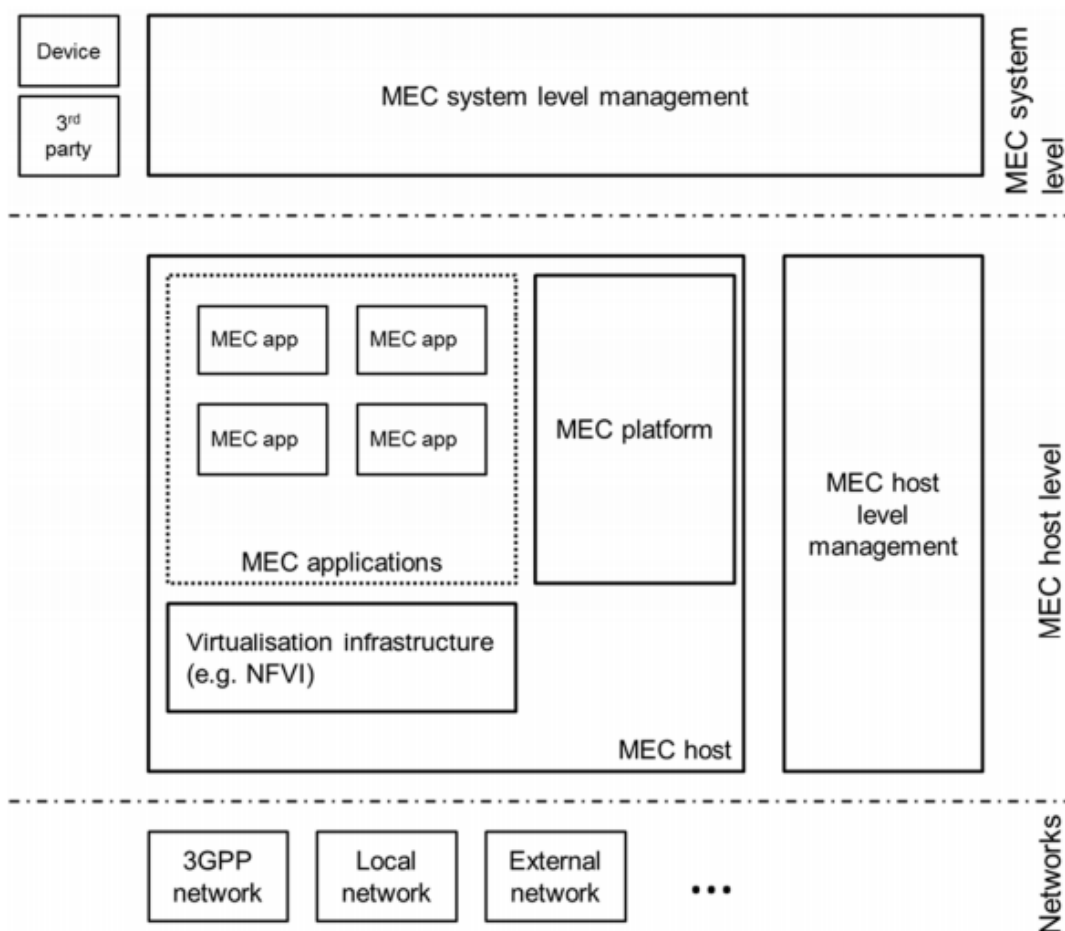 Device
3rd
party
MEC system level management
MEC system
level
MEC app
MEC app
MEC app
MEC app
MEC applications
MEC platform
Virtualisation infrastructure
(e.g. NFVI)
MEC host
MEC host
level
management
MEC host level
3GPP
network
Local
network
External
network
...
Networks